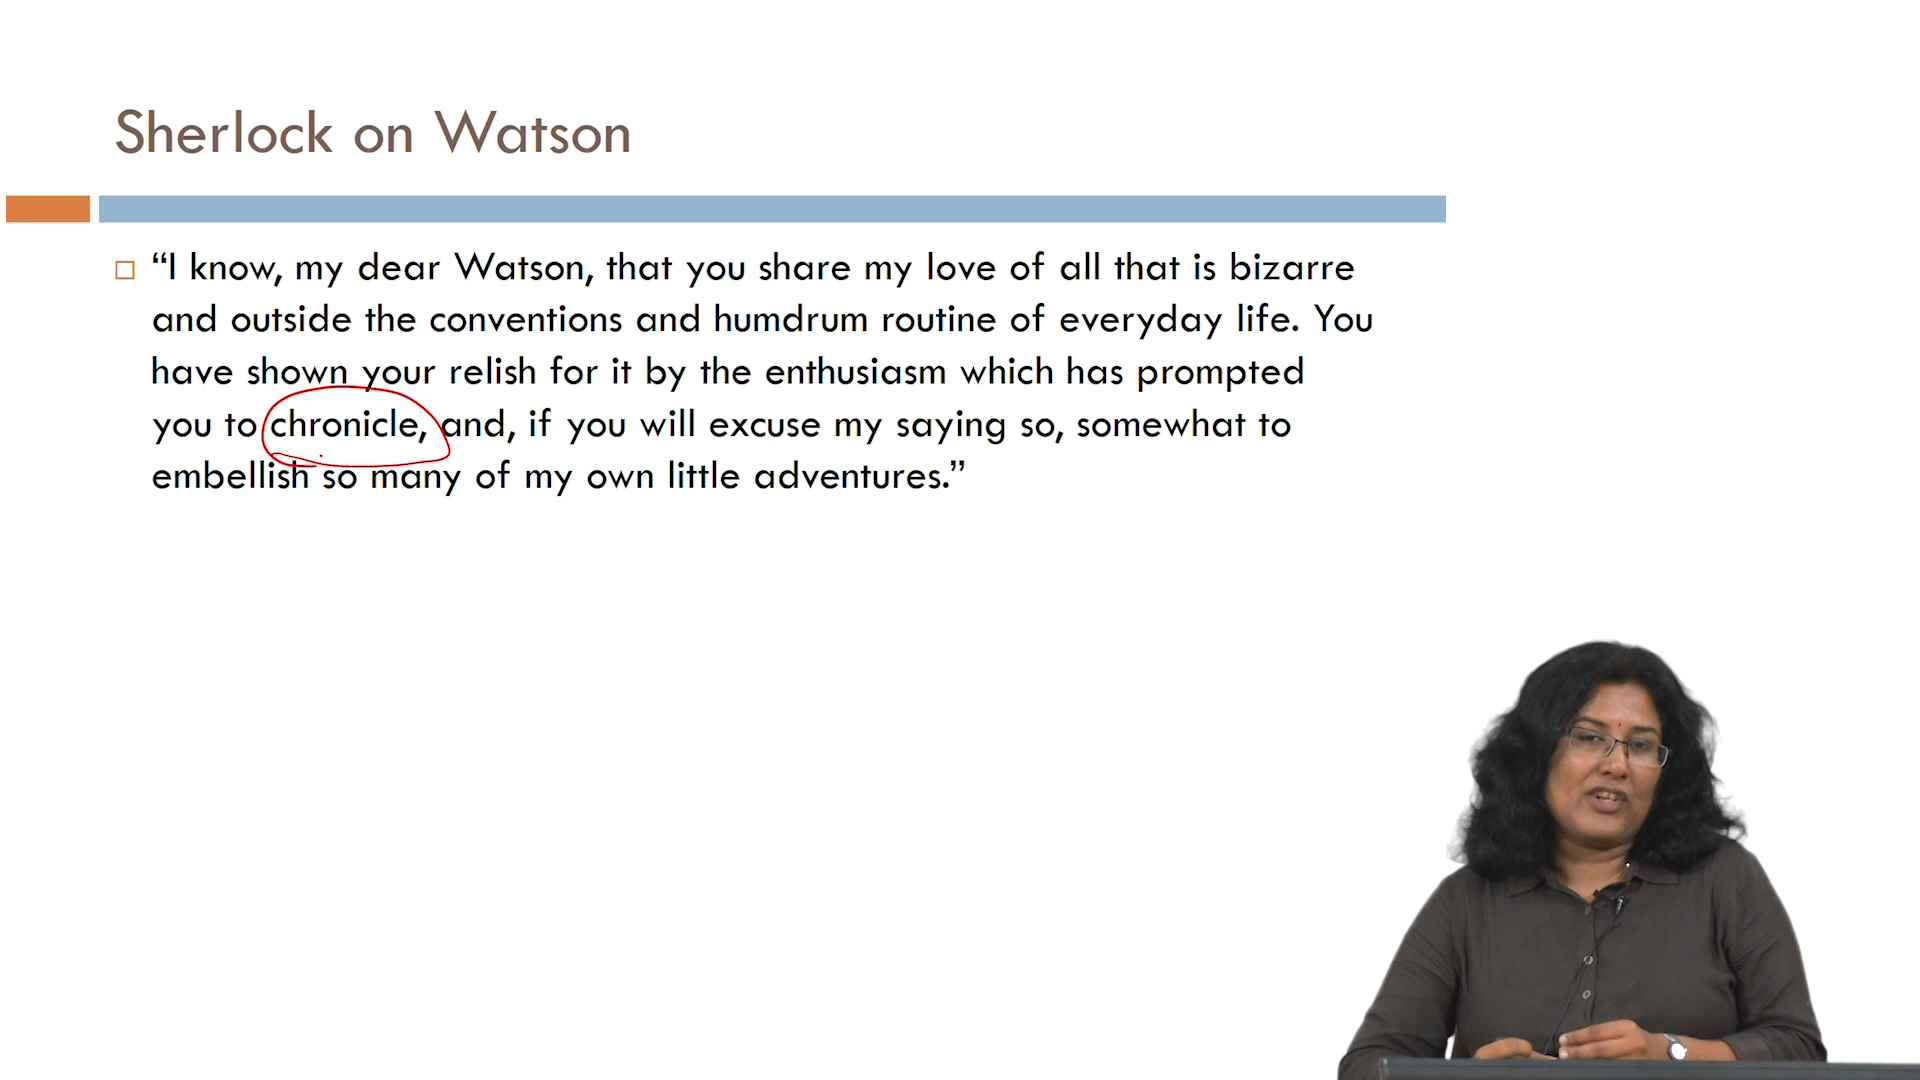 Sherlock on Watson
“I know, my dear Watson, that you share my love of all that is bizarre
and outside the conventions and humdrum routine of everyday life. You
have shown your relish for it by the enthusiasm which has prompted
you to chronicle, and, if you will excuse my saying so, somewhat to
embellish so many of my own little adventures.”